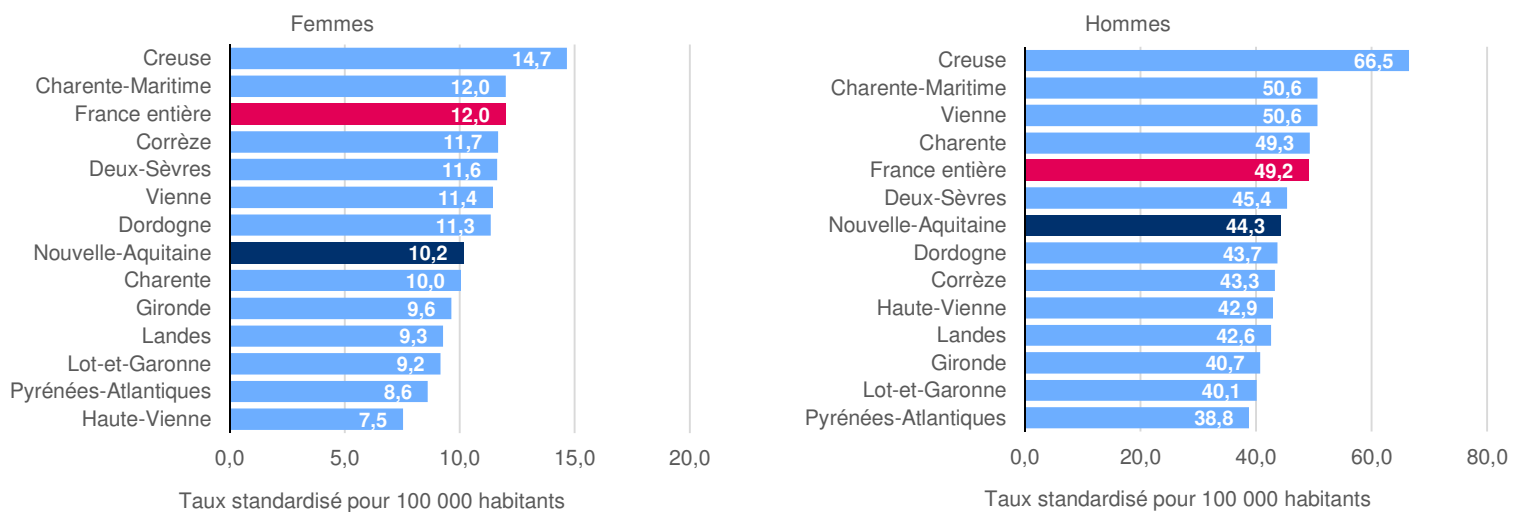 Femmes
Creuse 14,7
Charente-Maritime 12,0
France entière 12,0
Corrèze 11,7
Deux-Sèvres 11,6
Vienne 11,4
Dordogne 11,3
Nouvelle-Aquitaine 10,2
Charente 10,0
Gironde 9,6
Landes 9,3
Lot-et-Garonne 9,2
Pyrénées-Atlantiques 8,6
Haute-Vienne 7,5
0,0 5,0 10,0 15,0 20,0
Taux standardisé pour 100 000 habitants
Hommes
Creuse 66,5
Charente-Maritime 50,6
Vienne 50,6
Charente 49,3
France entière 49,2
Deux-Sèvres 45,4
Nouvelle-Aquitaine 44,3
Dordogne 43,7
Corrèze 43,3
Haute-Vienne 42,9
Landes 42,6
Gironde 40,7
Lot-et-Garonne 40,1
Pyrénées-Atlantiques 38,8
0,0 20,0 40,0 60,0 80,0
Taux standardisé pour 100 000 habitants